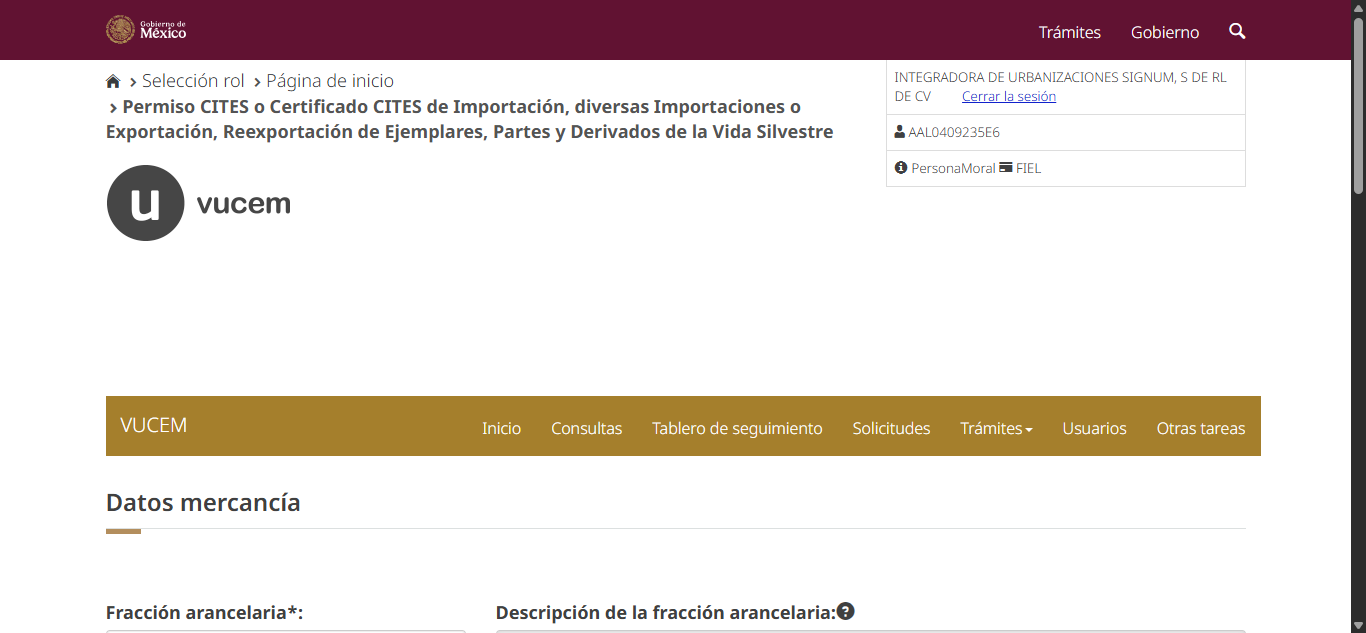 Gobierno de
México
Trámites
Gobierno
Selección rol
Página de inicio
Permiso CITES o Certificado CITES de Importación, diversas Importaciones o
Exportación, Reexportación de Ejemplares, Partes y Derivados de la Vida Silvestre
INTEGRADORA DE URBANIZACIONES SIGNUM, S DE RL
DE CV Cerrar la sesión
AAL0409235E6
PersonaMoral FIEL
u vucem
VUCEM
Inicio
Consultas
Tablero de seguimiento
Solicitudes
Trámites
Usuarios
Otras tareas
Datos mercancía
Fracción arancelaria*:
Descripción de la fracción arancelaria: